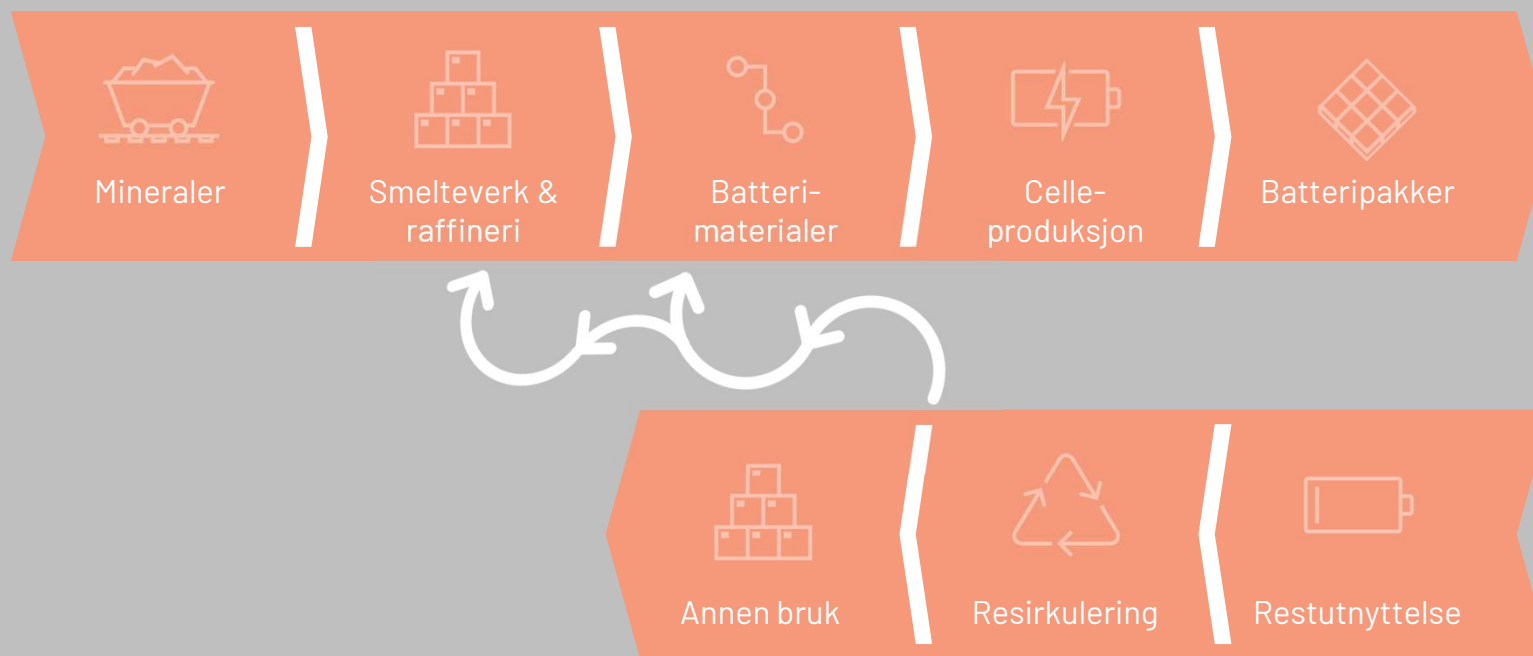 Mineraler
Smelteverk &
raffineri
Batteri-
materialer
Celle-
produksjon
Batteripakker
Annen bruk
Resirkulering
Restutnyttelse